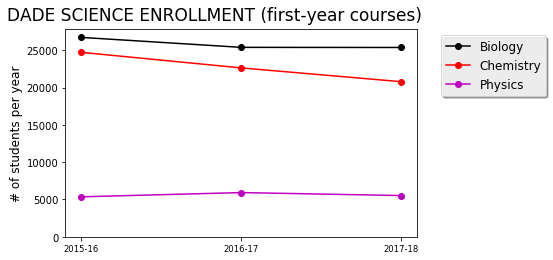 DADE SCIENCE ENROLLMENT (first-year courses)
# of students per year
25000
20000
15000
10000
5000
0
2015-16
2016-17
2017-18
Biology
Chemistry
Physics